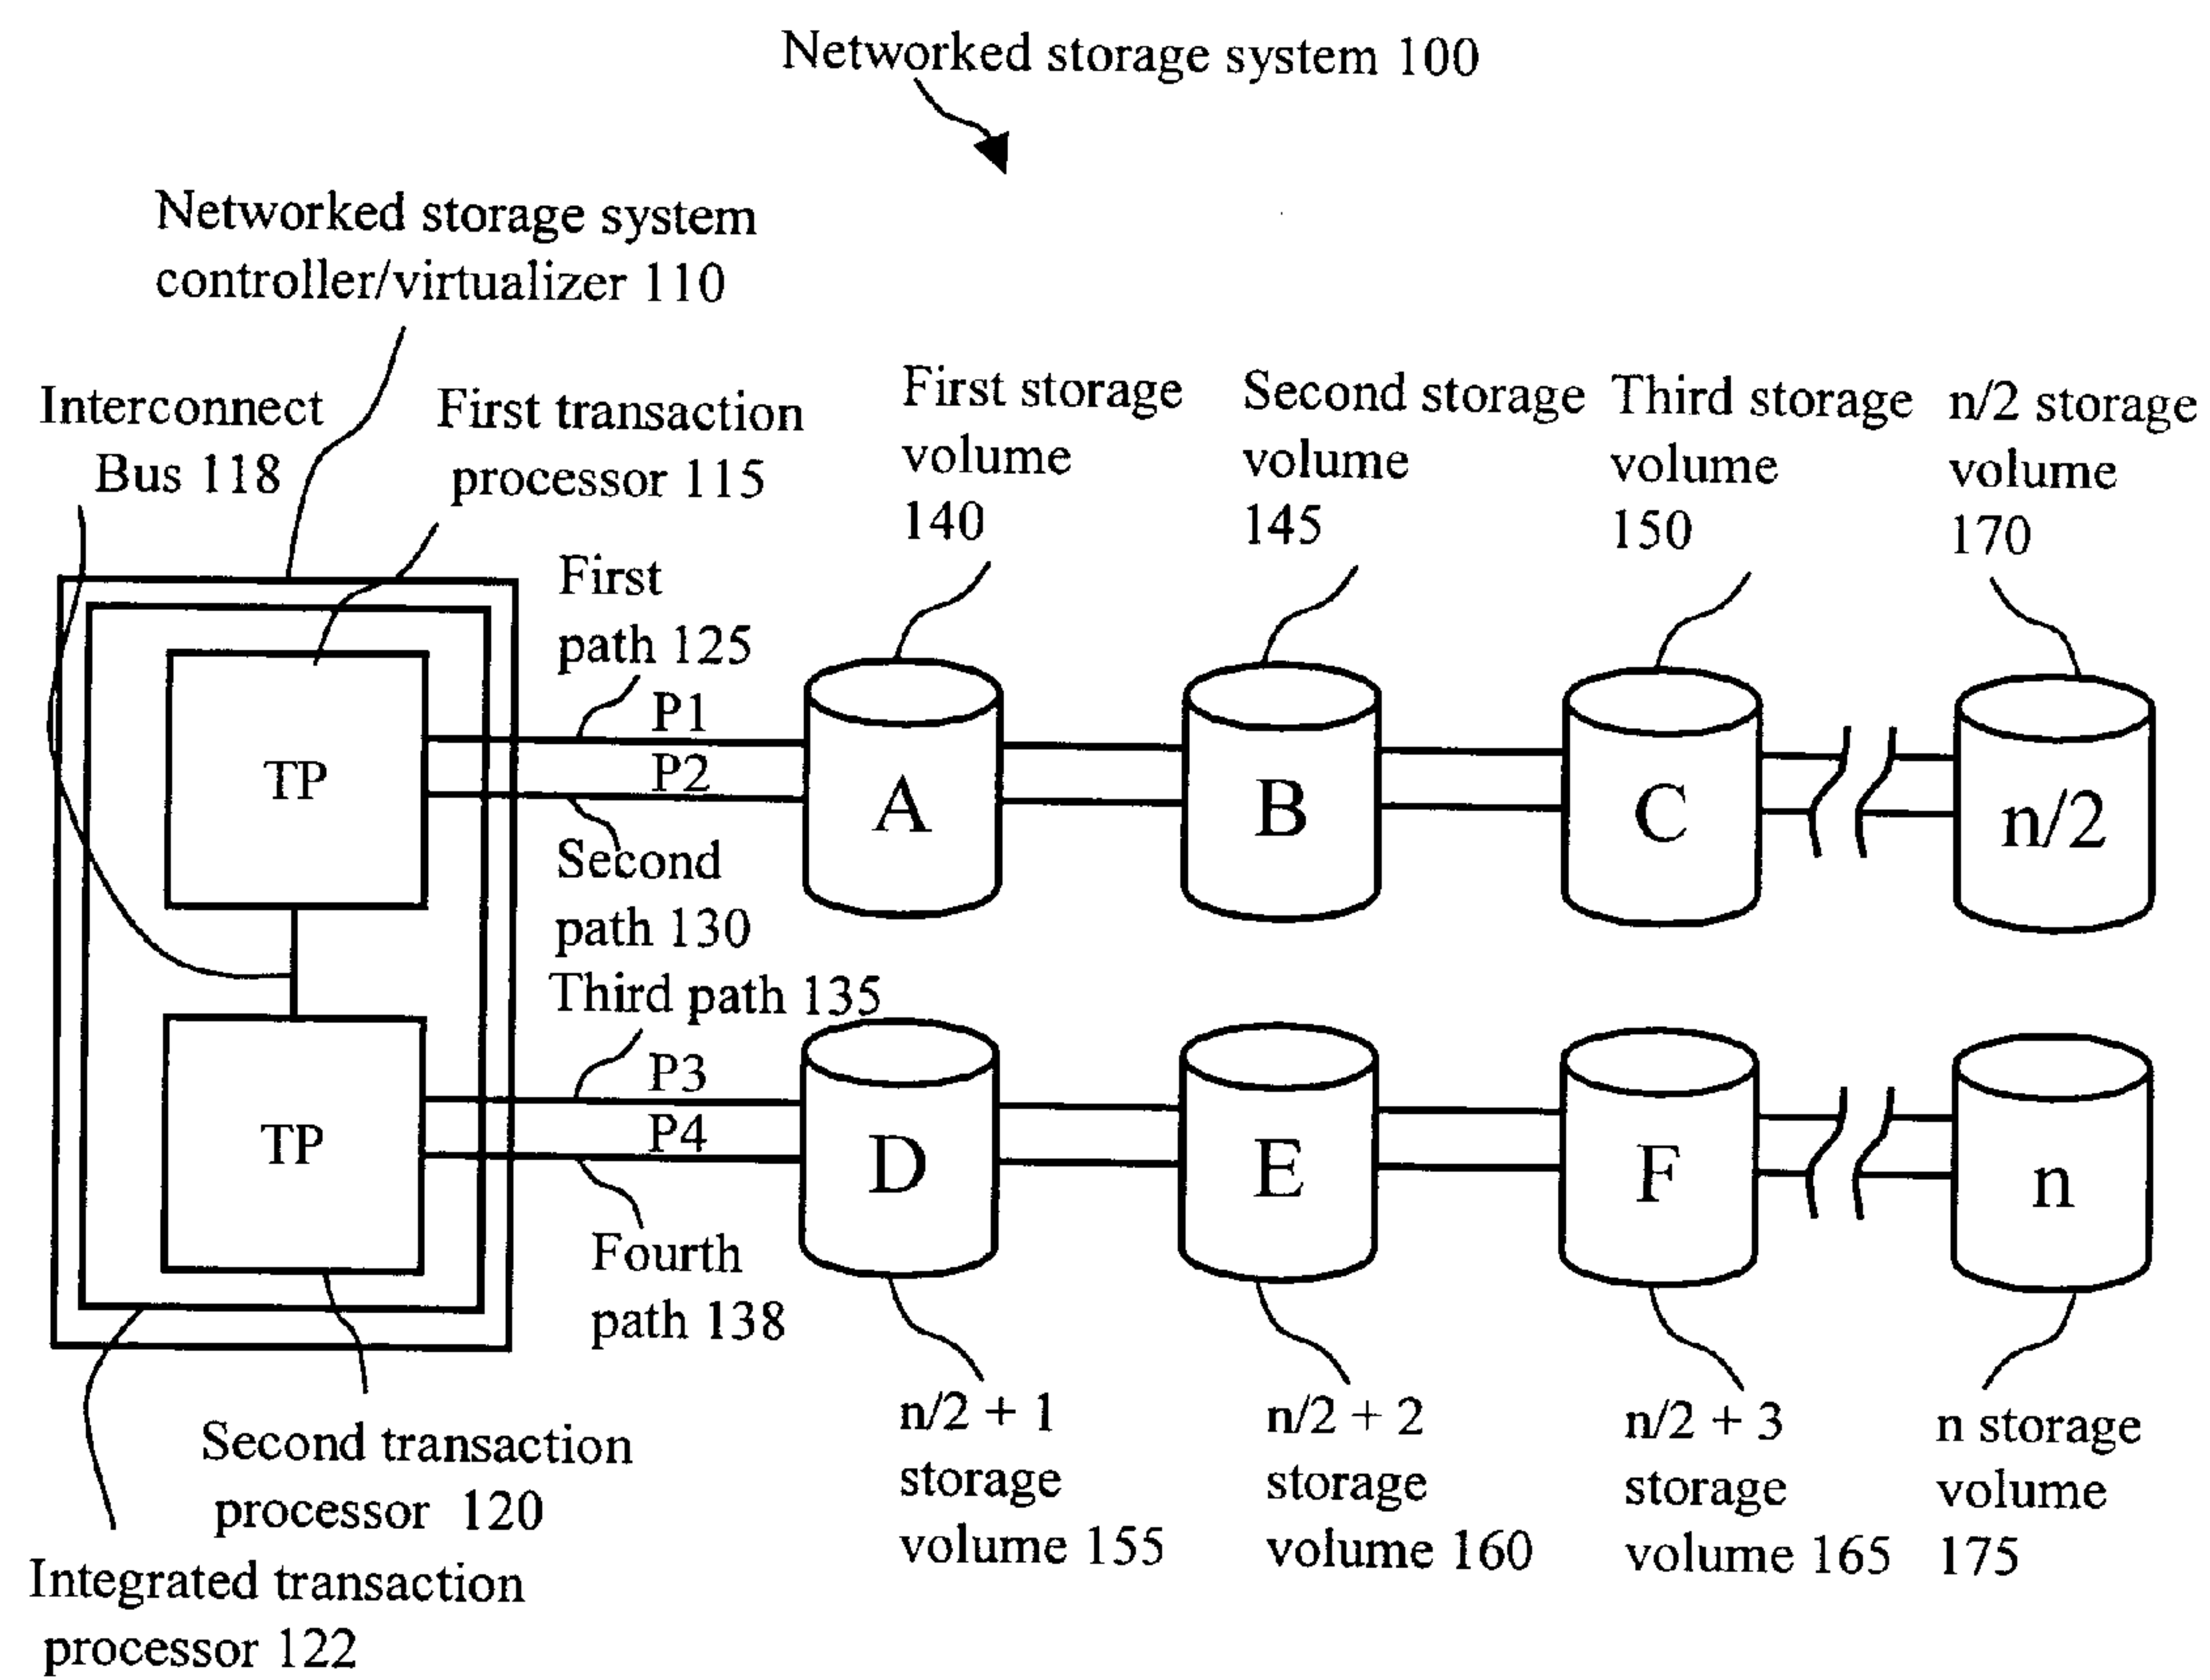 Networked storage system 100
Networked storage system
controller/virtualizer 110
Interconnect
Bus 118
First transaction
processor 115
First storage
volume
140
Second storage
volume
145
Third storage
volume
150
n/2 storage
volume
170
First
path 125
P1
P2
TP
A
B
C
n/2
Second
path 130
Third path 135
P3
P4
TP
D
E
F
n
Fourth
path 138
n/2 + 1
storage
volume 155
n/2 + 2
storage
volume 160
n/2 + 3
storage
volume 165
n storage
volume
175
Second transaction
processor 120
Integrated transaction
processor 122